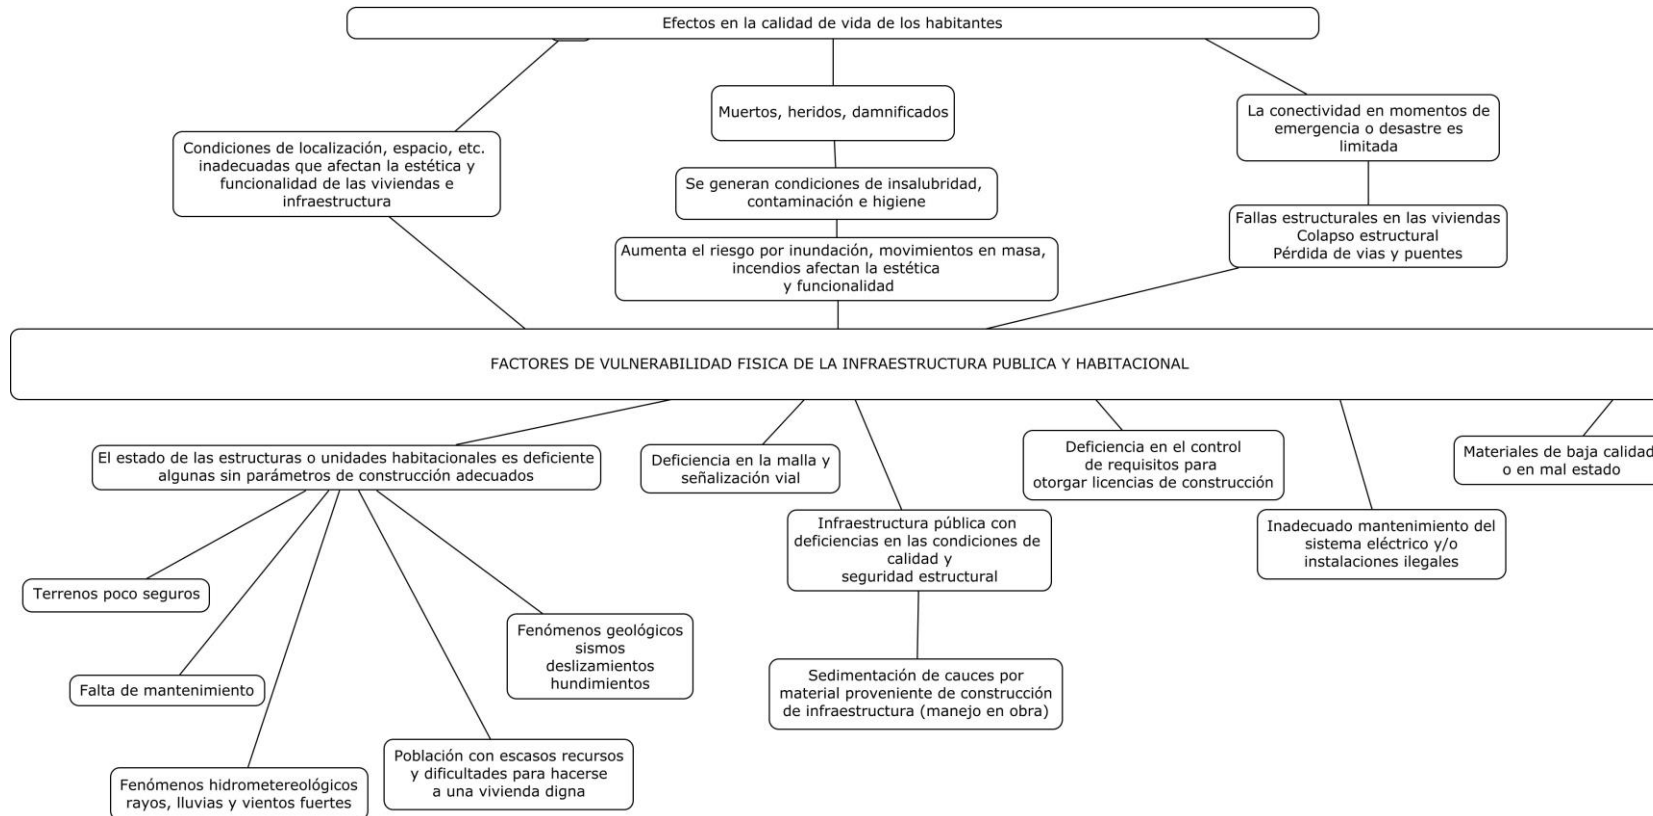 Efectos en la calidad de vida de los habitantes
Condiciones de localización, espacio, etc.
inadecuadas que afectan la estética y
funcionalidad de las viviendas e
infraestructura
Muertos, heridos, damnificados
Se generan condiciones de insalubridad,
contaminación e higiene
Aumenta el riesgo por inundación, movimientos en masa,
incendios afectan la estética
y funcionalidad
La conectividad en momentos de
emergencia o desastre es
limitada
Fallas estructurales en las viviendas
Colapso estructural
Pérdida de vias y puentes
FACTORES DE VULNERABILIDAD FISICA DE LA INFRAESTRUCTURA PUBLICA Y HABITACIONAL
El estado de las estructuras o unidades habitacionales es deficiente
algunas sin parámetros de construcción adecuados
Deficiencia en la malla y
señalización vial
Deficiencia en el control
de requisitos para
otorgar licencias de construcción
Materiales de baja calidad
o en mal estado
Infraestructura pública con
deficiencias en las condiciones de
calidad y
seguridad estructural
Inadecuado mantenimiento del
sistema eléctrico y/o
instalaciones ilegales
Terrenos poco seguros
Falta de mantenimiento
Fenómenos hidrometereológicos
rayos, lluvias y vientos fuertes
Población con escasos recursos
y dificultades para hacerse
a una vivienda digna
Fenómenos geológicos
sismos
deslizamientos
hundimientos
Sedimentación de cauces por
material proveniente de construcción
de infraestructura (manejo en obra)